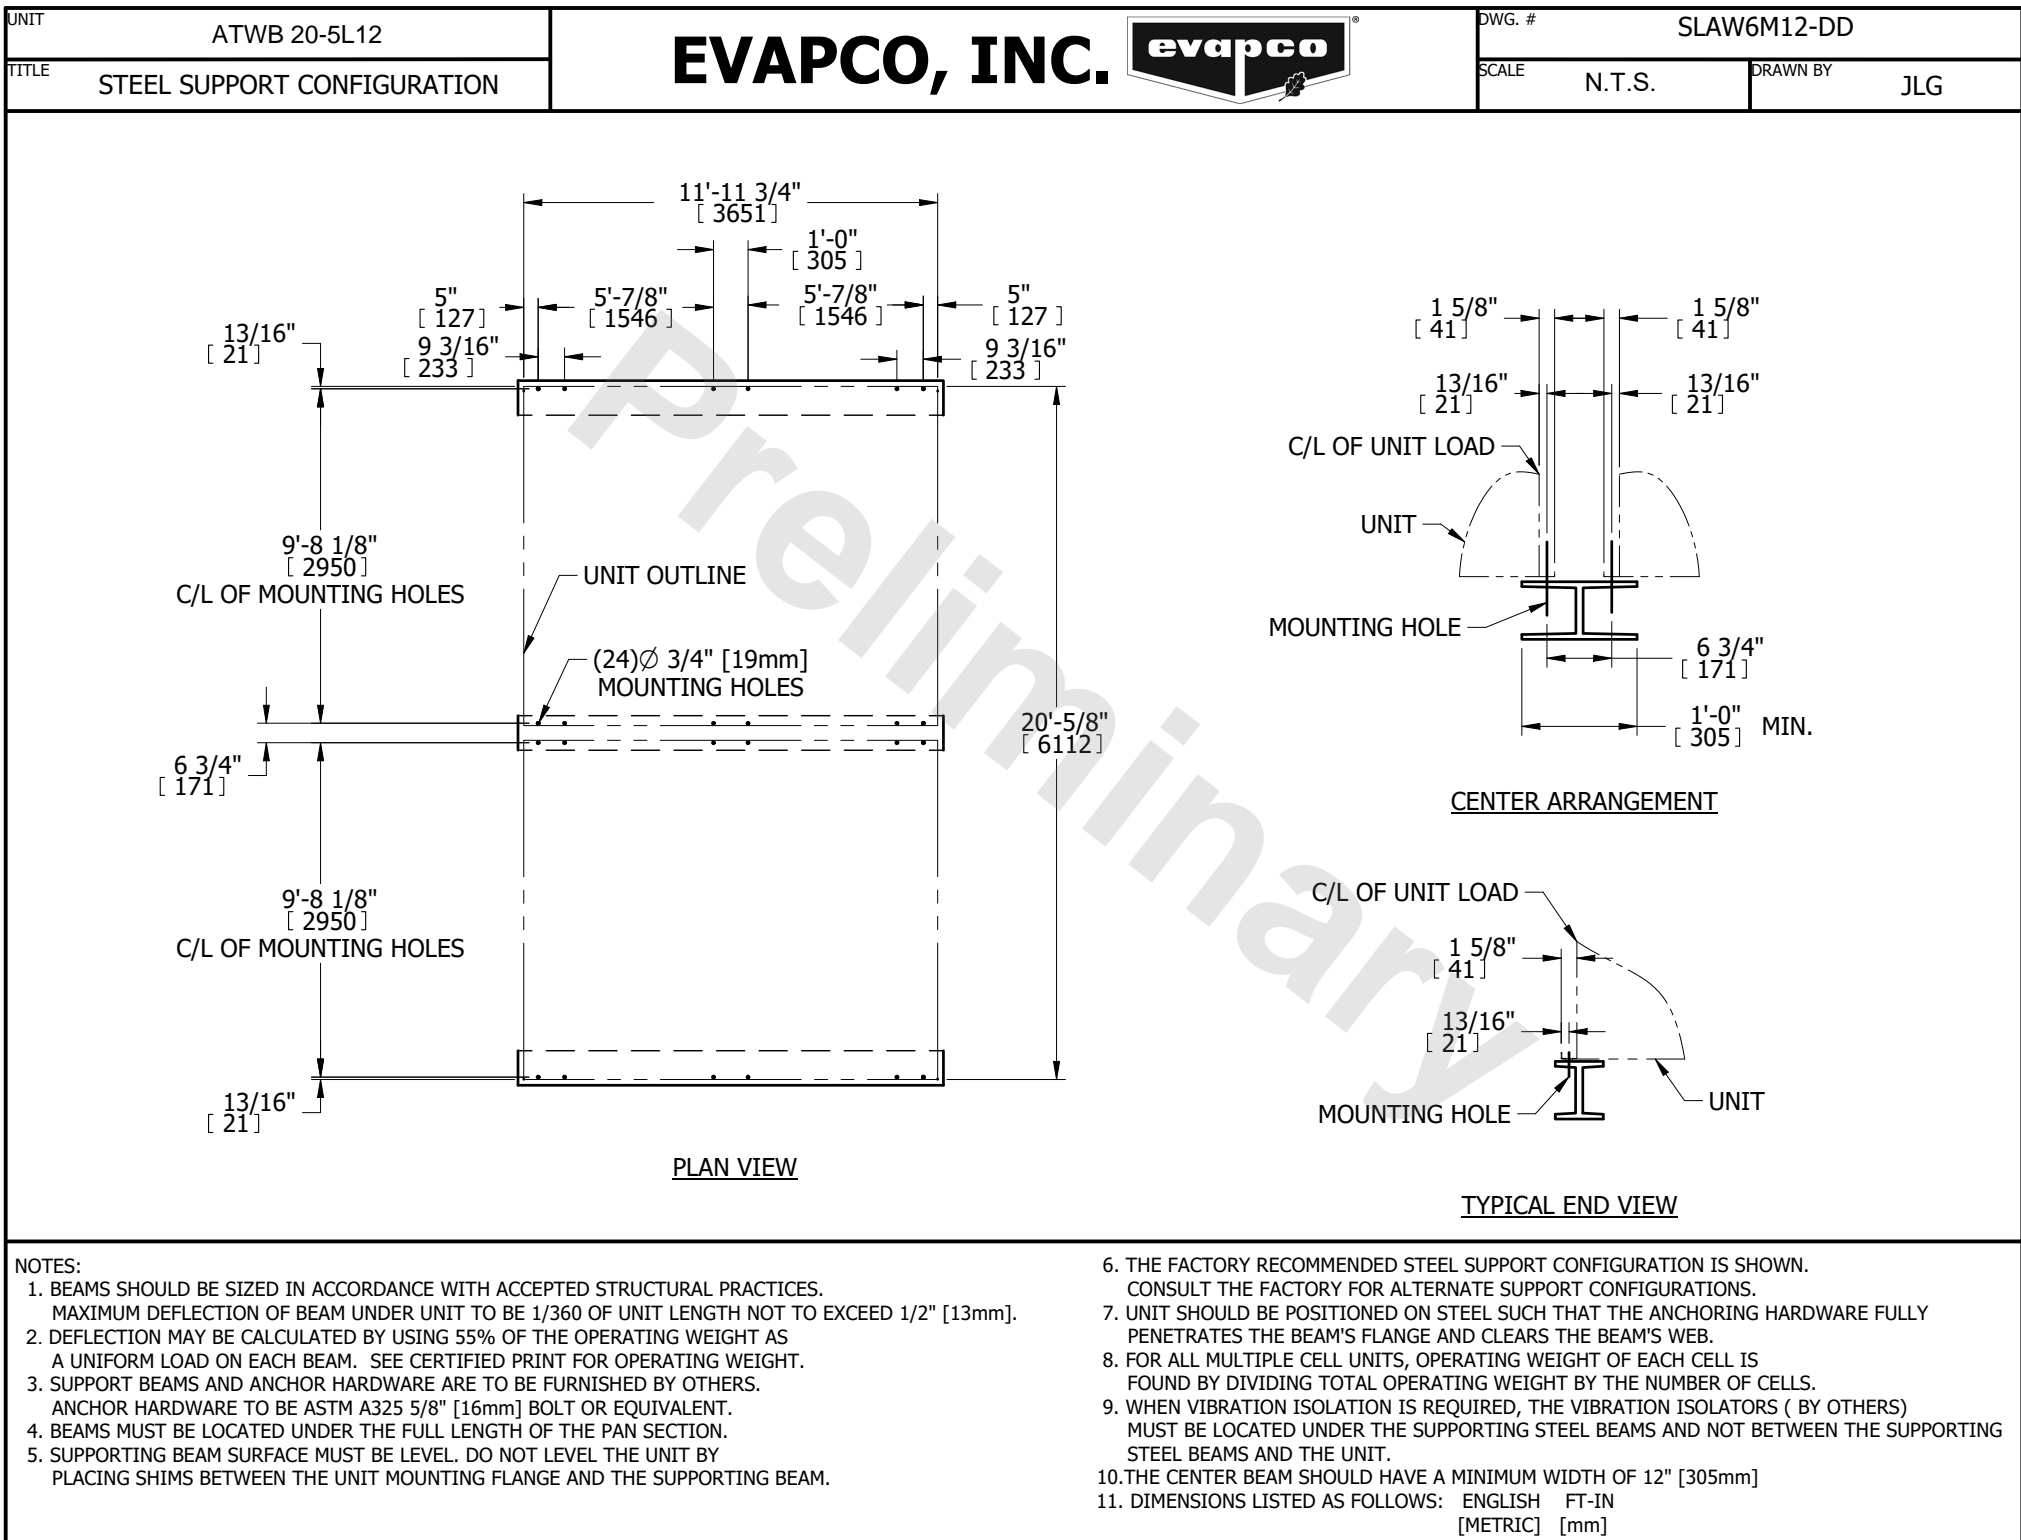 UNIT
ATWB 20-5L12
TITLE
STEEL SUPPORT CONFIGURATION
EVAPCO, INC.
evapco
®
DWG. #
SLAW6M12-DD
SCALE
N.T.S.
DRAWN BY
JLG
11'-11 3/4"
[ 3651]
1'-0"
[ 305 ]
5"
[ 127]
5'-7/8"
[ 1546 ]
5'-7/8"
[ 1546 ]
5"
[ 127 ]
13/16"
[ 21]
9 3/16"
[ 233 ]
9 3/16"
[ 233 ]
9'-8 1/8"
[ 2950]
C/L OF MOUNTING HOLES
UNIT OUTLINE
(24)Ø 3/4" [19mm]
MOUNTING HOLES
20'-5/8"
[ 6112]
6 3/4"
[ 171]
9'-8 1/8"
[ 2950]
C/L OF MOUNTING HOLES
13/16"
[ 21]
PLAN VIEW
1 5/8"
[ 41]
1 5/8"
[ 41]
13/16"
[ 21]
13/16"
[ 21]
C/L OF UNIT LOAD
UNIT
MOUNTING HOLE
6 3/4"
[ 171]
1'-0"
[ 305] MIN.
CENTER ARRANGEMENT
C/L OF UNIT LOAD
1 5/8"
[ 41]
13/16"
[ 21]
MOUNTING HOLE
UNIT
TYPICAL END VIEW
Preliminary
NOTES:
1. BEAMS SHOULD BE SIZED IN ACCORDANCE WITH ACCEPTED STRUCTURAL PRACTICES.
MAXIMUM DEFLECTION OF BEAM UNDER UNIT TO BE 1/360 OF UNIT LENGTH NOT TO EXCEED 1/2" [13mm].
2. DEFLECTION MAY BE CALCULATED BY USING 55% OF THE OPERATING WEIGHT AS
A UNIFORM LOAD ON EACH BEAM. SEE CERTIFIED PRINT FOR OPERATING WEIGHT.
3. SUPPORT BEAMS AND ANCHOR HARDWARE ARE TO BE FURNISHED BY OTHERS.
ANCHOR HARDWARE TO BE ASTM A325 5/8" [16mm] BOLT OR EQUIVALENT.
4. BEAMS MUST BE LOCATED UNDER THE FULL LENGTH OF THE PAN SECTION.
5. SUPPORTING BEAM SURFACE MUST BE LEVEL. DO NOT LEVEL THE UNIT BY
PLACING SHIMS BETWEEN THE UNIT MOUNTING FLANGE AND THE SUPPORTING BEAM.
6. THE FACTORY RECOMMENDED STEEL SUPPORT CONFIGURATION IS SHOWN.
CONSULT THE FACTORY FOR ALTERNATE SUPPORT CONFIGURATIONS.
7. UNIT SHOULD BE POSITIONED ON STEEL SUCH THAT THE ANCHORING HARDWARE FULLY
PENETRATES THE BEAM'S FLANGE AND CLEARS THE BEAM'S WEB.
8. FOR ALL MULTIPLE CELL UNITS, OPERATING WEIGHT OF EACH CELL IS
FOUND BY DIVIDING TOTAL OPERATING WEIGHT BY THE NUMBER OF CELLS.
9. WHEN VIBRATION ISOLATION IS REQUIRED, THE VIBRATION ISOLATORS ( BY OTHERS)
MUST BE LOCATED UNDER THE SUPPORTING STEEL BEAMS AND NOT BETWEEN THE SUPPORTING
STEEL BEAMS AND THE UNIT.
10.THE CENTER BEAM SHOULD HAVE A MINIMUM WIDTH OF 12" [305mm]
11. DIMENSIONS LISTED AS FOLLOWS: ENGLISH FT-IN
[METRIC] [mm]